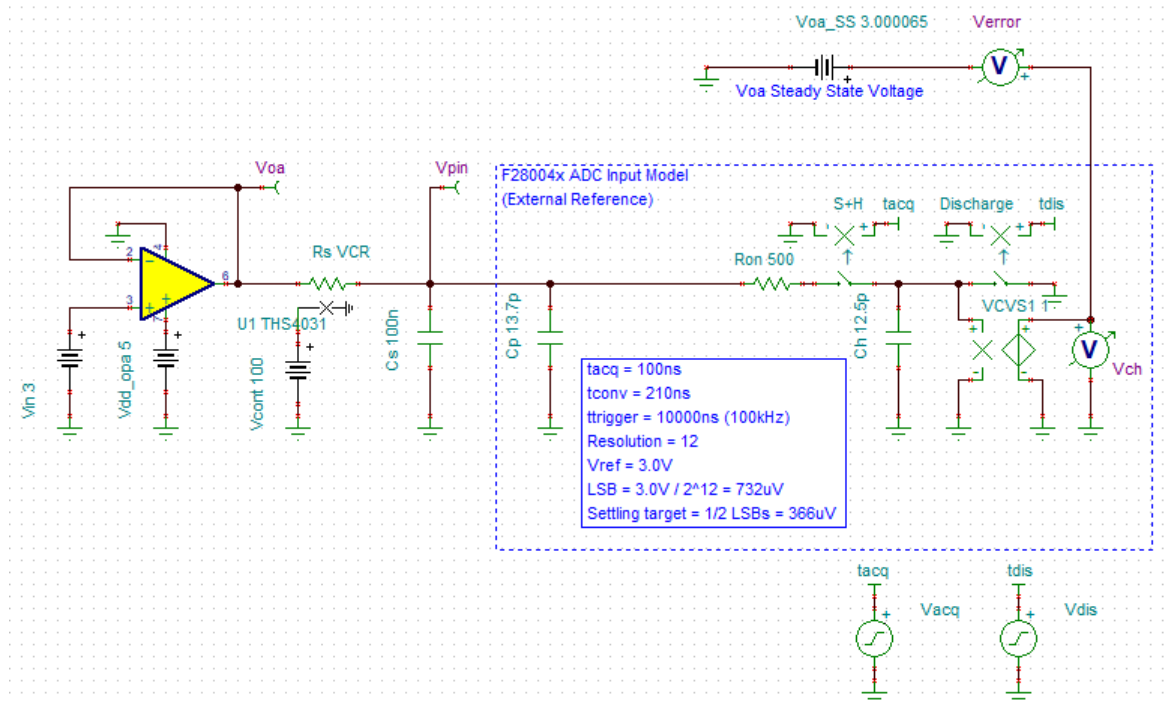 Voa_SS 3.000065
Verror
V
+
+
Voa Steady State Voltage
Voa
Vpin
F28004x ADC Input Model
(External Reference)
S+H
tacq
Discharge
tdis
- +
- +
2
4
6
3
7
Rs VCR
Ron 500
U1 THS4031
VCVS1 1
Cs 100n
Cp 13.7p
Ch 12.5p
V
Vch
Vin 3
Vdd_opa 5
Vcont 100
tacq = 100ns
tconv = 210ns
ttrigger = 10000ns (100kHz)
Resolution = 12
Vref = 3.0V
LSB = 3.0V / 2^12 = 732uV
Settling target = 1/2 LSBs = 366uV
tacq
tdis
Vacq
Vdis